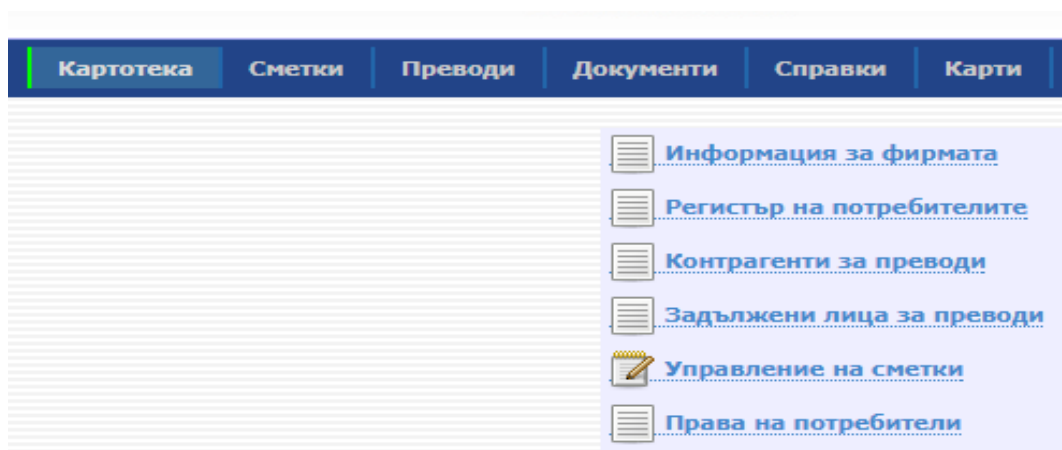 Картотека Сметки Преводи Документи Справки Карти
Информация за фирмата
Регистър на потребителите
Контрагенти за преводи
Задължени лица за преводи
Управление на сметки
Права на потребители